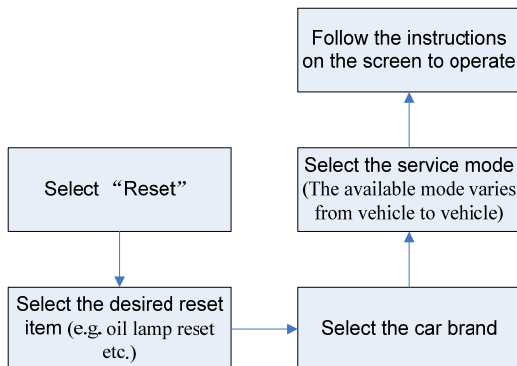 Select “Reset”
Select the desired reset
item (e.g. oil lamp reset
etc.)
Select the car brand
Select the service mode
(The available mode varies
from vehicle to vehicle)
Follow the instructions
on the screen to operate